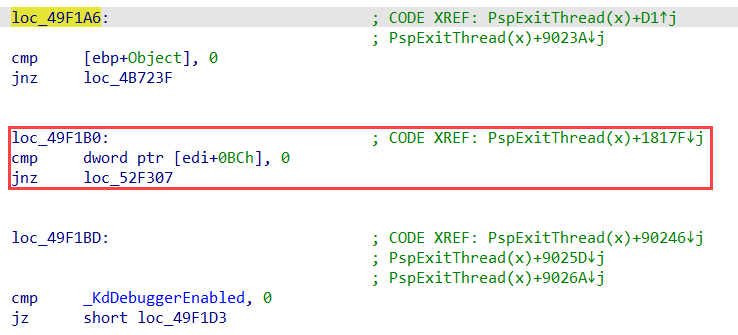 loc_49F1A6: ; CODE XREF: PspExitThread(x)+D1↑j
; PspExitThread(x)+9023A↓j
cmp [ebp+Object], 0
jnz loc_4B723F
loc_49F1B0: ; CODE XREF: PspExitThread(x)+1817F↓j
cmp dword ptr [edi+0BCh], 0
jnz loc_52F307
loc_49F1BD: ; CODE XREF: PspExitThread(x)+90246↓j
; PspExitThread(x)+9025D↓j
; PspExitThread(x)+9026A↓j
cmp _KdDebuggerEnabled, 0
jz short loc_49F1D3